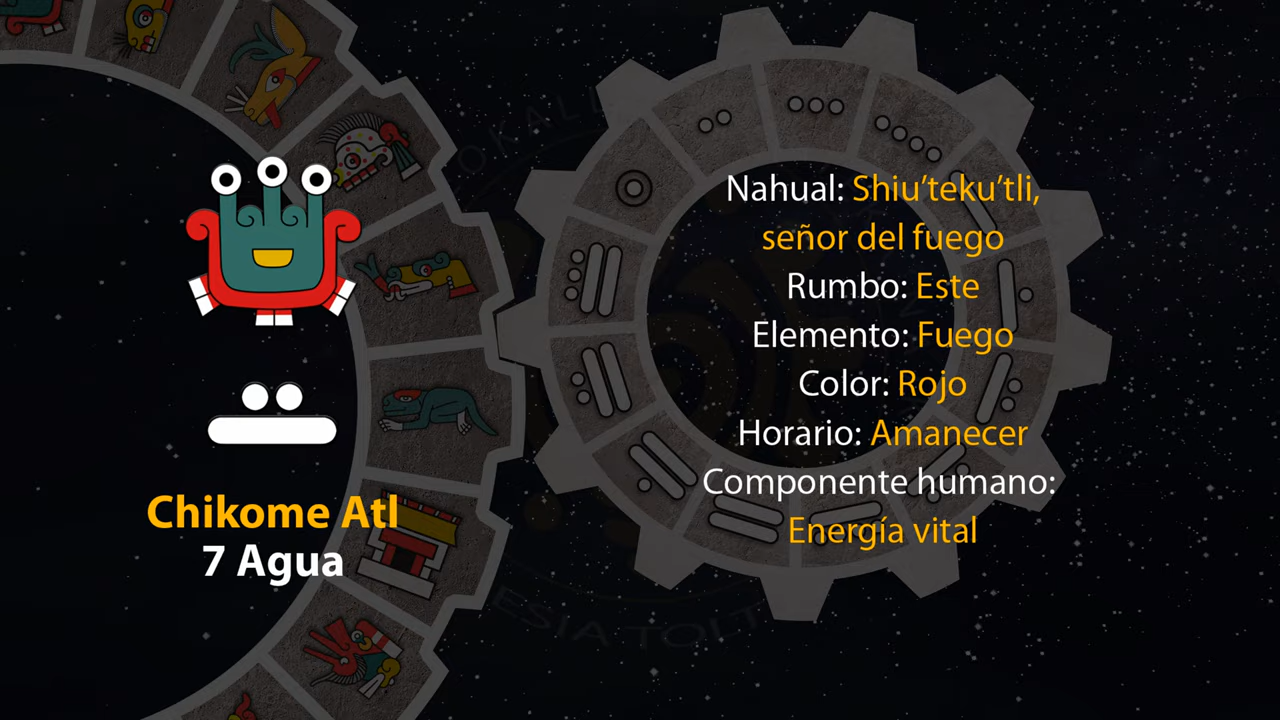 Chikome Atl
7 Agua
Nahual: Shiu’teku’tli,
señor del fuego
Rumbo: Este
Elemento: Fuego
Color: Rojo
Horario: Amanecer
Componente humano:
Energía vital